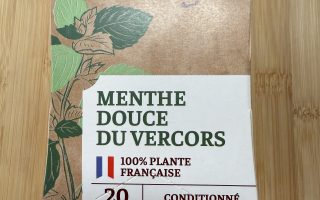 MENTHE
DOUCE
DU VERCORS
100% PLANTE
FRANÇAISE
20
CONDITIONNÉ